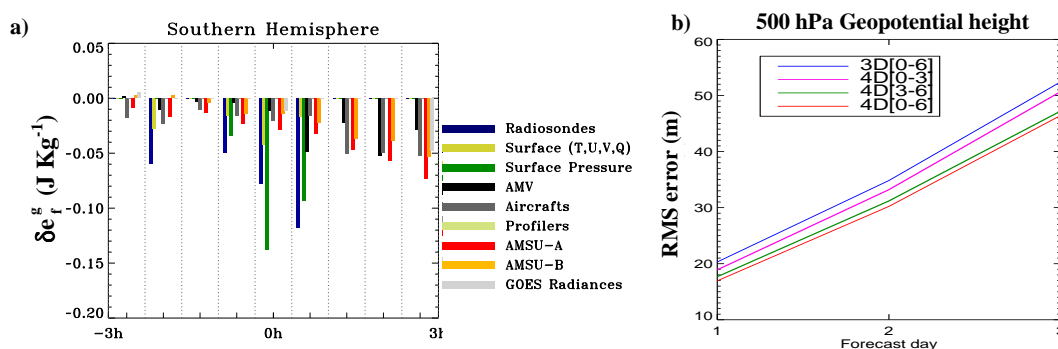 a)
Southern Hemisphere
0.05
0.00
-0.05
-0.10
-0.15
-0.20
δe_f^g (J Kg^-1)
-3h
0h
3h
Radiosondes
Surface (T,U,V,Q)
Surface Pressure
AMV
Aircrafts
Profilers
AMSU-A
AMSU-B
GOES Radiances
b)
500 hPa Geopotential height
60
50
40
30
20
10
RMS error (m)
3D[0-6]
4D[0-3]
4D[3-6]
4D[0-6]
1
2
3
Forecast day